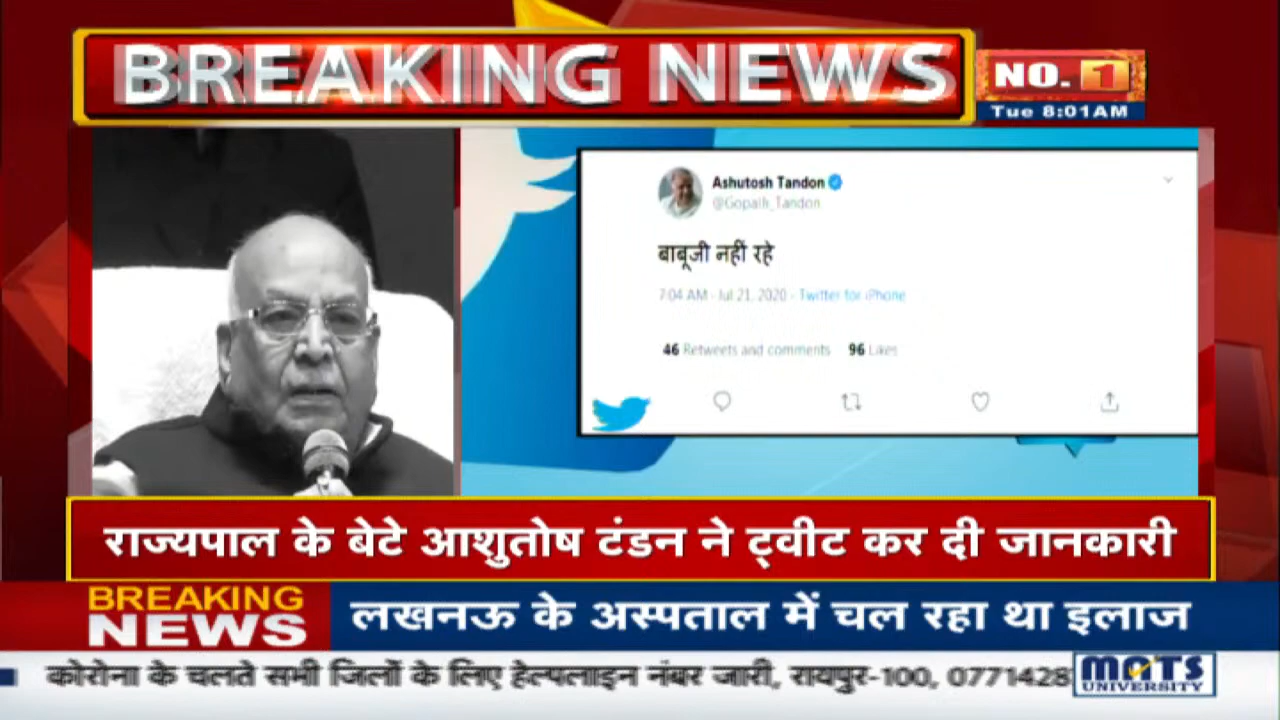 BREAKING NEWS
NO. 1
Tue 8:01AM
Ashutosh Tandon
@GopalJi_Tandon
बाबूजी नहीं रहे
7:04 AM - Jul 21, 2020 - Twitter for iPhone
46 Retweets and comments 96 Likes
राज्यपाल के बेटे आशुतोष टंडन ने ट्वीट कर दी जानकारी
BREAKING NEWS
लखनऊ के अस्पताल में चल रहा था इलाज
कोरोना के चलते सभी जिलों के लिए हेल्पलाइन नंबर जारी, रायपुर-100, 0771428
MATS UNIVERSITY